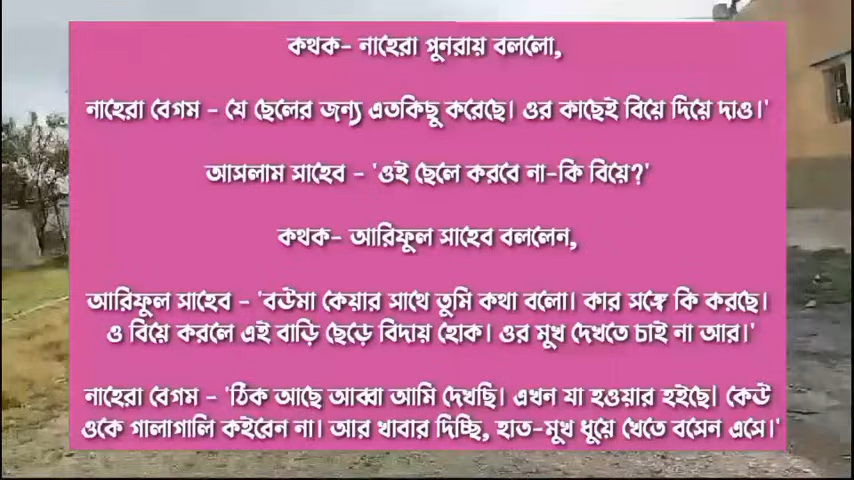 কথক- নাহেরা পুনরায় বললো,
নাহেরা বেগম - যে ছেলের জন্য এতকিছু করেছে। ওর কাছেই বিয়ে দিয়ে দাও।'
আসলাম সাহেব - 'ওই ছেলে করবে না-কি বিয়ে?'
কথক- আরিফুল সাহেব বললেন,
আরিফুল সাহেব - 'বউমা কেয়ার সাথে তুমি কথা বলো। কার সঙ্গে কি করছে।
ও বিয়ে করলে এই বাড়ি ছেড়ে বিদায় হোক। ওর মুখ দেখতে চাই না আর।'
নাহেরা বেগম - 'ঠিক আছে আব্বা আমি দেখছি। এখন যা হওয়ার হইছে। কেউ
ওকে গালাগালি কইরেন না। আর খাবার দিচ্ছি, হাত-মুখ ধুয়ে খেতে বসেন এসে।'